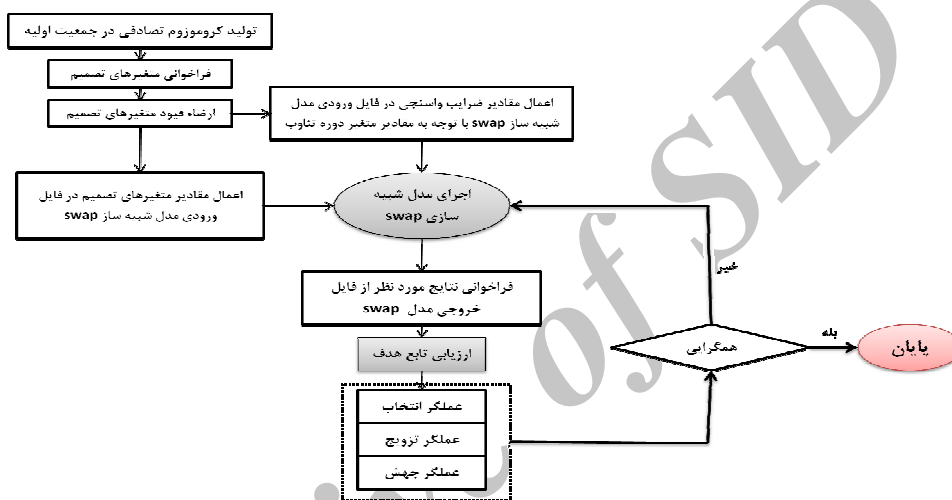 تولید کروموزوم تصادفی در جمعیت اولیه
فراخوانی متغیرهای تصمیم
ارضاء قیود متغیرهای تصمیم
اعمال مقادیر ضرایب واسنجی در فایل ورودی مدل
شبیه ساز swap با توجه به مقادیر متغیر دوره تناوب
اعمال مقادیر متغیرهای تصمیم در فایل
ورودی مدل شبیه ساز swap
اجرای مدل شبیه
سازی swap
فراخوانی نتایج مورد نظر از فایل
خروجی مدل swap
ارزیابی تابع هدف
عملگر انتخاب
عملگر تزویج
عملگر جهش
همگرایی
خیر
بله
پایان
of SID